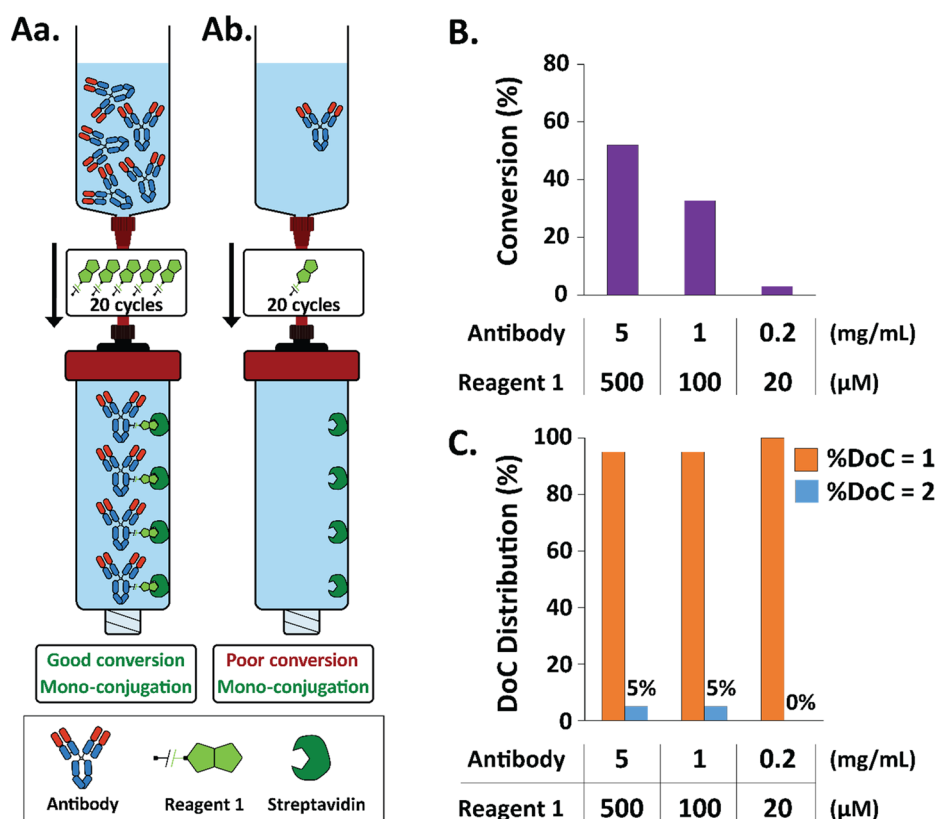 Aa.
Ab.
20 cycles
20 cycles
Good conversion
Mono-conjugation
Poor conversion
Mono-conjugation
Antibody
Reagent 1
Streptavidin
B.
Conversion (%)
80
60
40
20
0
Antibody 5 1 0.2 (mg/mL)
Reagent 1 500 100 20 (µM)
C.
DoC Distribution (%)
100
80
60
40
20
0
5%
5%
0%
%DoC = 1
%DoC = 2
Antibody 5 1 0.2 (mg/mL)
Reagent 1 500 100 20 (µM)